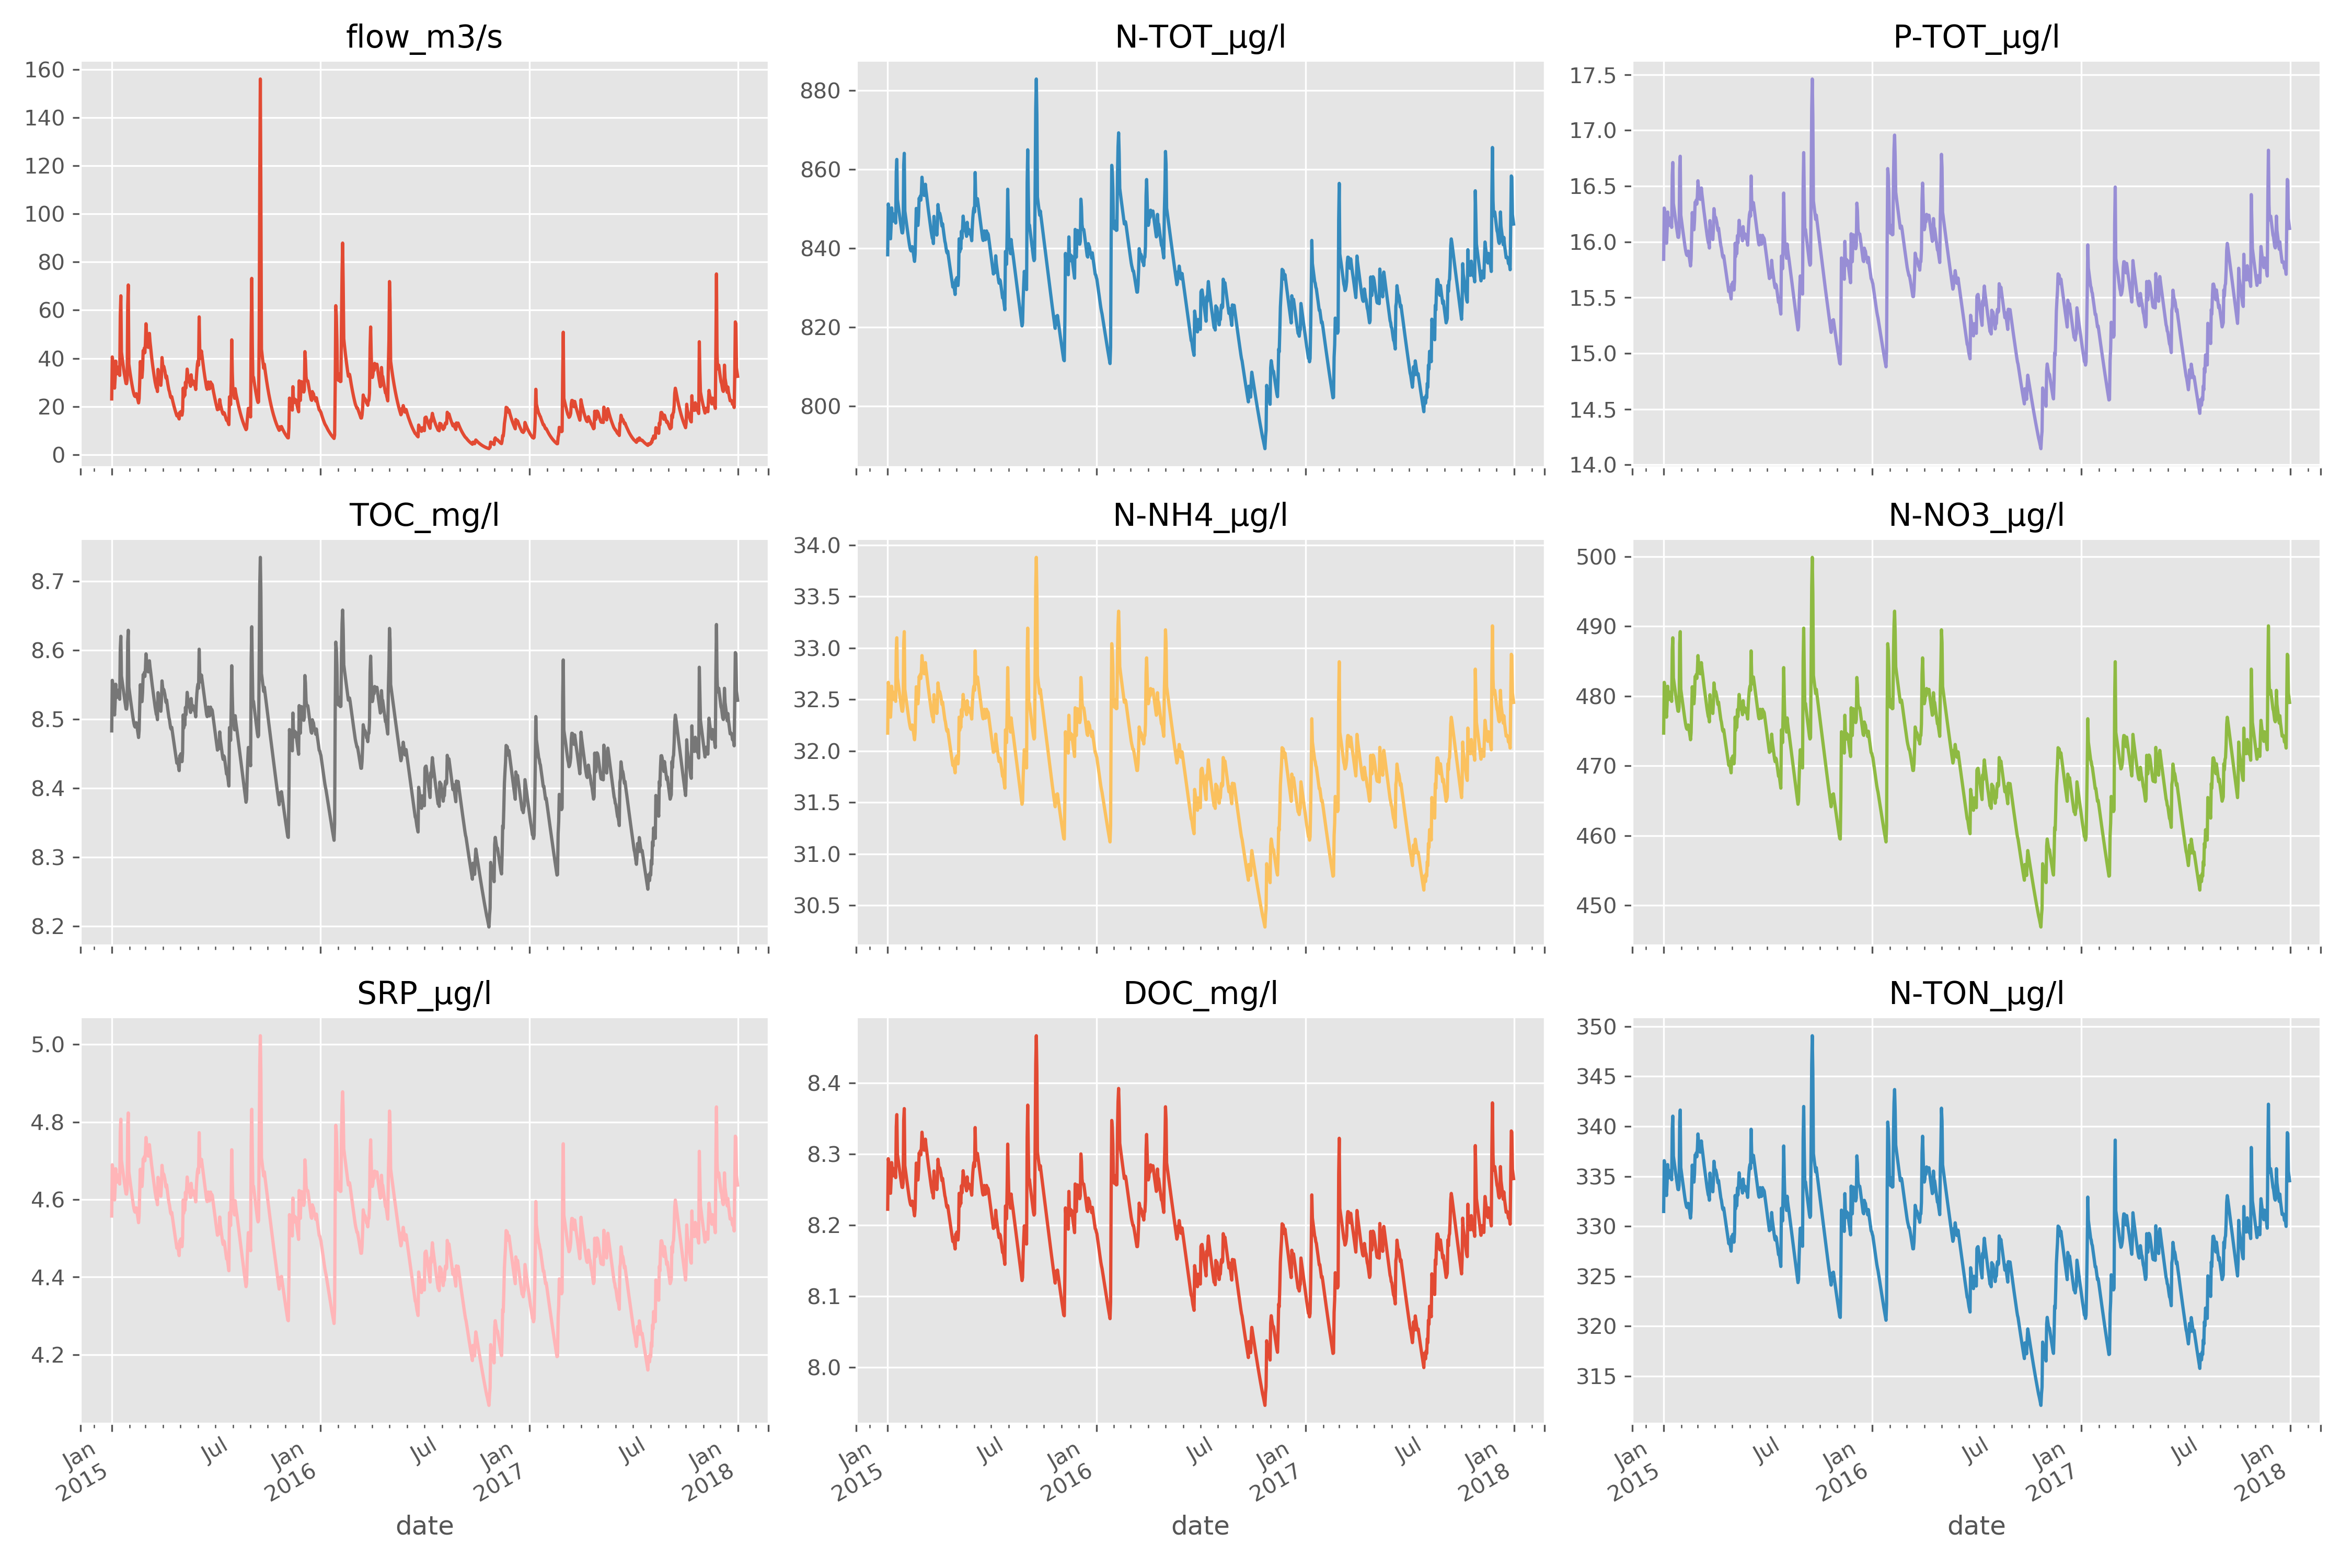 flow_m3/s
N-TOT_µg/l
P-TOT_µg/l
160
140
120
100
80
60
40
20
0
880
860
840
820
800
17.5
17.0
16.5
16.0
15.5
15.0
14.5
14.0
TOC_mg/l
N-NH4_µg/l
N-NO3_µg/l
8.7
8.6
8.5
8.4
8.3
8.2
34.0
33.5
33.0
32.5
32.0
31.5
31.0
30.5
500
490
480
470
460
450
SRP_µg/l
DOC_mg/l
N-TON_µg/l
5.0
4.8
4.6
4.4
4.2
8.4
8.3
8.2
8.1
8.0
350
345
340
335
330
325
320
315
Jan
2015
Jul
Jan
2016
Jul
Jan
2017
Jul
Jan
2018
date
Jan
2015
Jul
Jan
2016
Jul
Jan
2017
Jul
Jan
2018
date
Jan
2015
Jul
Jan
2016
Jul
Jan
2017
Jul
Jan
2018
date